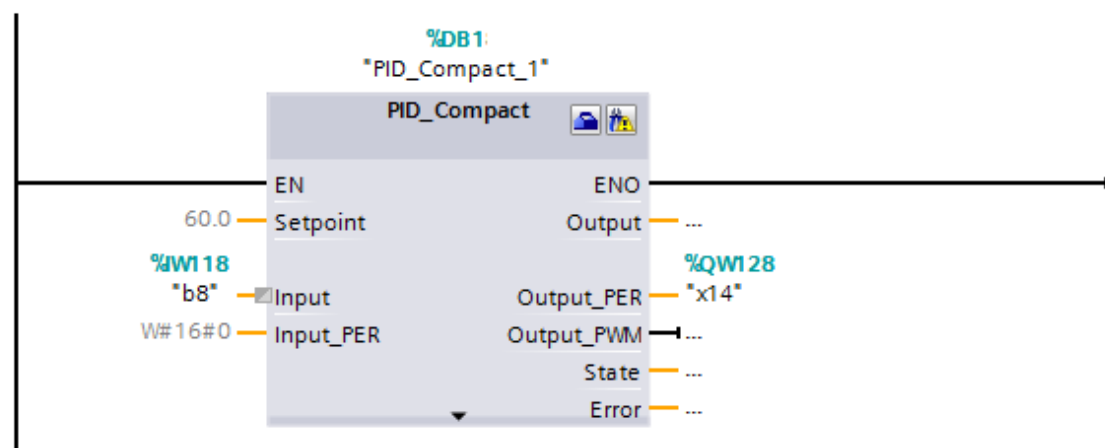 %DB1
"PID_Compact_1"
PID_Compact
EN ENO
60.0 Setpoint Output ...
%IW118 %QW128
"b8" Input Output_PER "x14"
W#16#0 Input_PER Output_PWM ...
State ...
Error ...